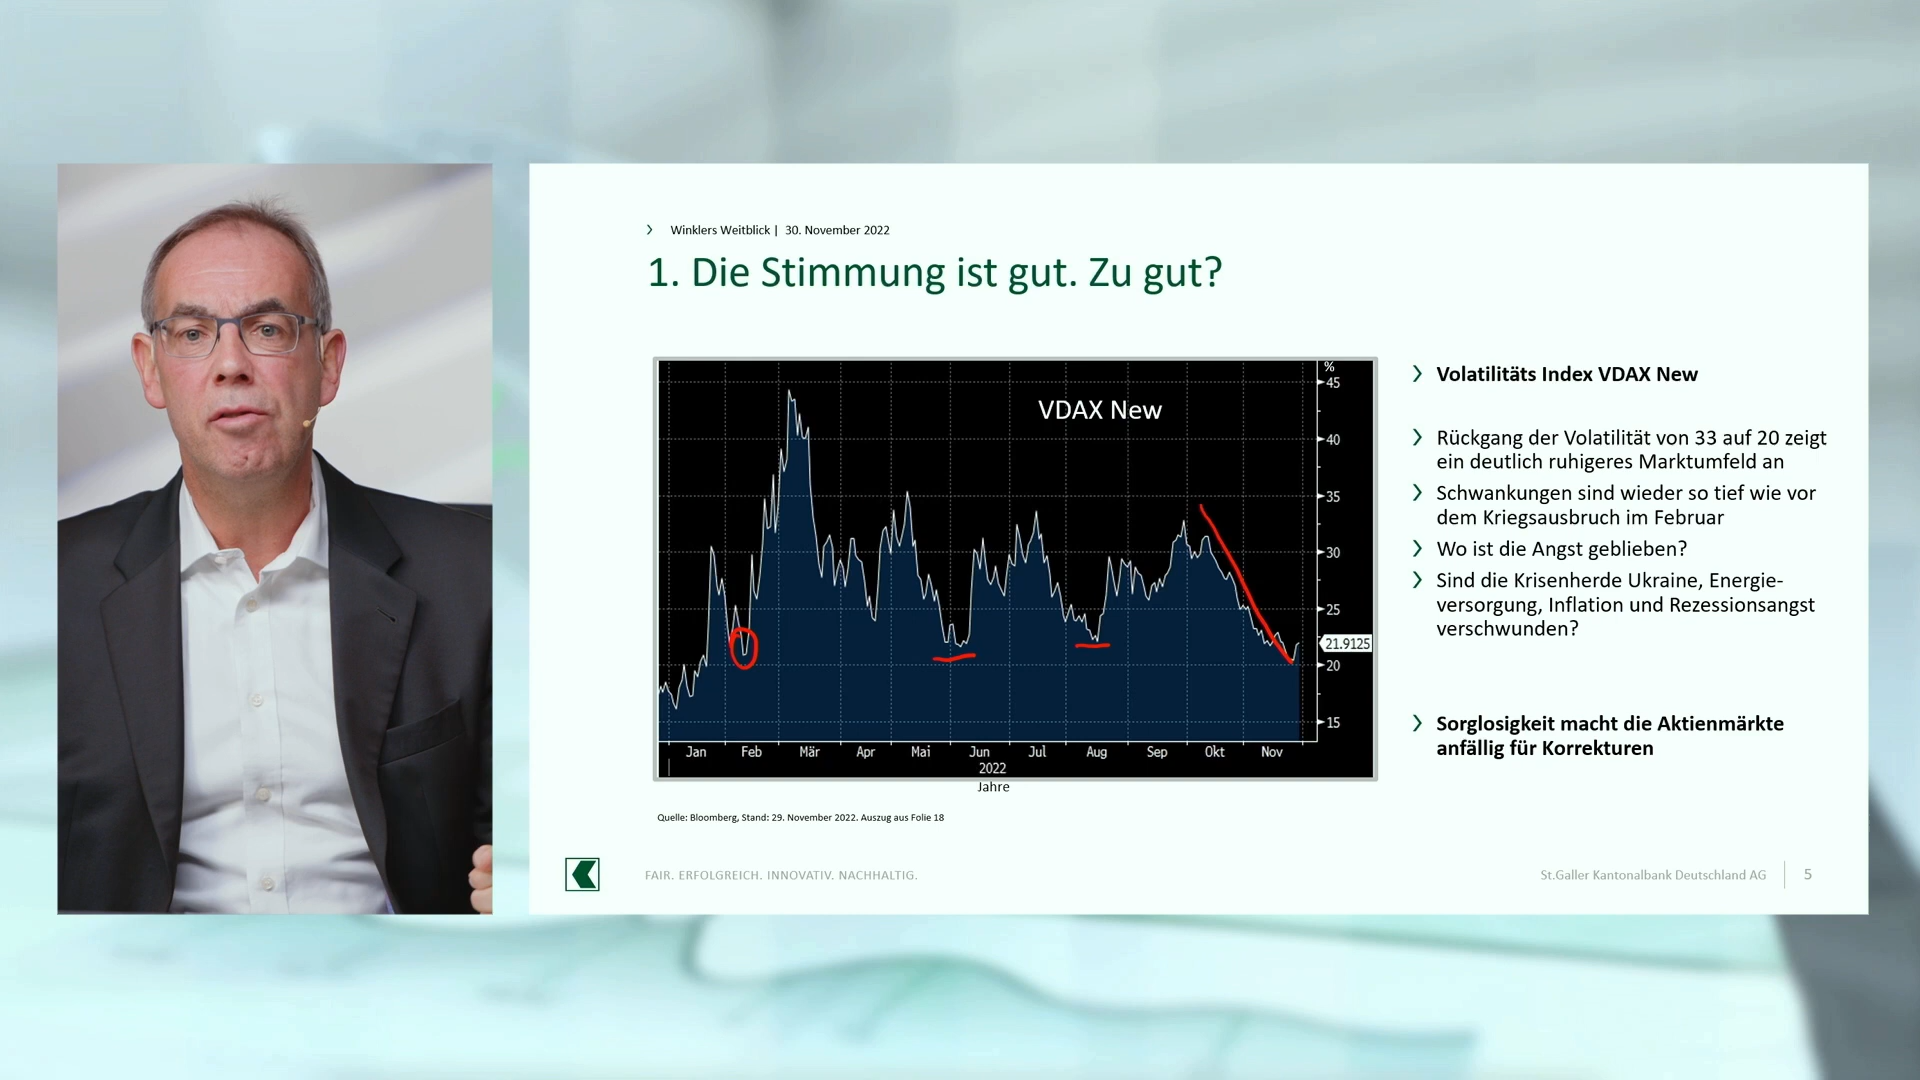 Winklers Weitblick | 30. November 2022
1. Die Stimmung ist gut. Zu gut?
VDAX New
%
45
40
35
30
25
21.9125
20
15
Jan Feb Mär Apr Mai Jun Jul Aug Sep Okt Nov
2022
Jahre
Quelle: Bloomberg, Stand: 29. November 2022. Auszug aus Folie 18
Volatilitäts Index VDAX New
Rückgang der Volatilität von 33 auf 20 zeigt
ein deutlich ruhigeres Marktumfeld an
Schwankungen sind wieder so tief wie vor
dem Kriegsausbruch im Februar
Wo ist die Angst geblieben?
Sind die Krisenherde Ukraine, Energie-
versorgung, Inflation und Rezessionsangst
verschwunden?
Sorglosigkeit macht die Aktienmärkte
anfällig für Korrekturen
FAIR. ERFOLGREICH. INNOVATIV. NACHHALTIG.
St.Galler Kantonalbank Deutschland AG 5